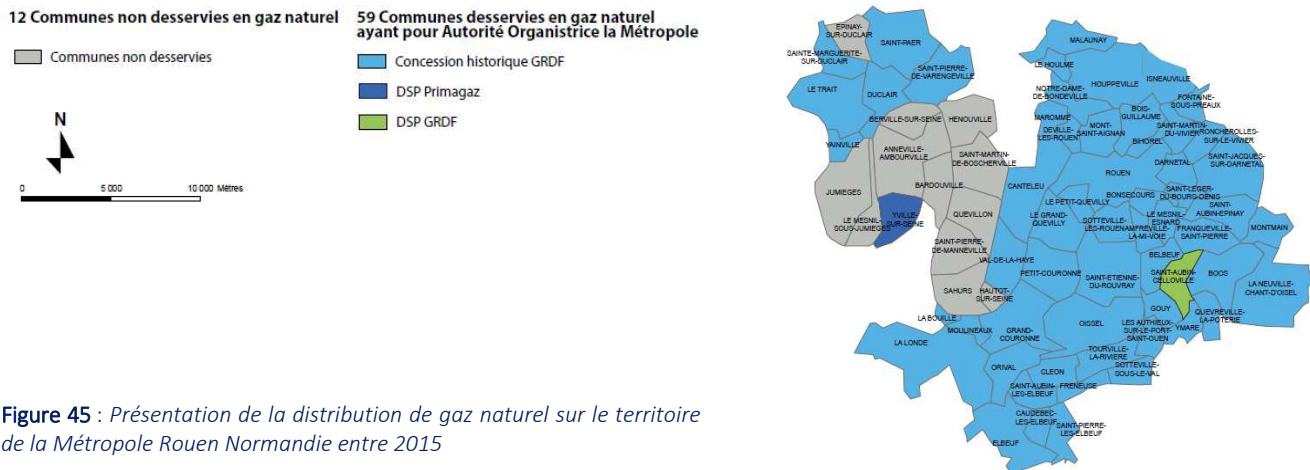 12 Communes non desservies en gaz naturel
Communes non desservies
N
0 5 000 10 000 Mètres
59 Communes desservies en gaz naturel
ayant pour Autorité Organistrice la Métropole
Concession historique GRDF
DSP Primagaz
DSP GRDF
EPINAY-
SUR-DUCLAIR
SAINT-PAER
SAINTE-MARGUERITE-
SUR-DUCLAIR
SAINT-PIERRE-
DE-VARENGEVILLE
LE TRAIT
DUCLAIR
BERVILLE-SUR-SEINE
HENOUVILLE
YAINVILLE
ANNEVILLE-
AMBOURVILLE
SAINT-MARTIN-
DE-BOSCHERVILLE
BARDOUVILLE
JUMIEGES
LE MESNIL-
SOUS-JUMIEGES
YVILLE-
SUR-SEINE
QUEVILLON
SAINT-PIERRE-
DE-MANNEVILLE
SAHURS
HAUTOT-
SUR-SEINE
VAL-DE-LA-HAYE
CANTELEU
MALAUNAY
LE HOULME
HOUPPEVILLE
ISNEAUVILLE
NOTRE-DAME-
DE-BONDEVILLE
FONTAINE-
SOUS-PREAUX
BOIS-
GUILLAUME
MAROMME
DEVILLE-
LES-ROUEN
MONT-
SAINT-AIGNAN
BIHOREL
SAINT-MARTIN
DU-VIVIER
RONCHEROLLES-
SUR-LE-VIVIER
DARNETAL
SAINT-JACQUES-
SUR-DARNETAL
ROUEN
LE PETIT-QUEVILLY
BONSECOURS
SAINT-LEGER-
DU-BOURG-DENIS
SAINT-
AUBIN-EPINAY
LE GRAND-
QUEVILLY
SOTTEVILLE-
LES-ROUEN
LE MESNIL-
ESNARD
AMFREVILLE-
LA-MI-VOIE
FRANQUEVILLE-
SAINT-PIERRE
MONTMAIN
BELBEUF
PETIT-COURONNE
SAINT-ETIENNE-
DU-ROUVRAY
SAINT-AUBIN-
CELLOVILLE
BOOS
LA NEUVILLE-
CHANT-D'OISEL
GOUY
QUEVREVILLE-
LA-POTERIE
LA BOUILLE
MOULINEAUX
GRAND-
COURONNE
OISSEL
LES AUTHIEUX-
SUR-LE-PORT-
SAINT-OUEN
YMARE
LA LONDE
ORIVAL
CLEON
TOURVILLE-
LA-RIVIERE
SOTTEVILLE-
SOUS-LE-VAL
SAINT-AUBIN-
LES-ELBEUF
FRENEUSE
CAUDEBEC-
LES-ELBEUF
SAINT-PIERRE-
LES-ELBEUF
ELBEUF
Figure 45 : Présentation de la distribution de gaz naturel sur le territoire
de la Métropole Rouen Normandie entre 2015